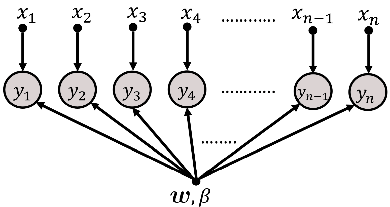 x₁ x₂ x₃ x₄ ........... xₙ₋₁ xₙ
y₁ y₂ y₃ y₄ ........... yₙ₋₁ yₙ
.......
w, β